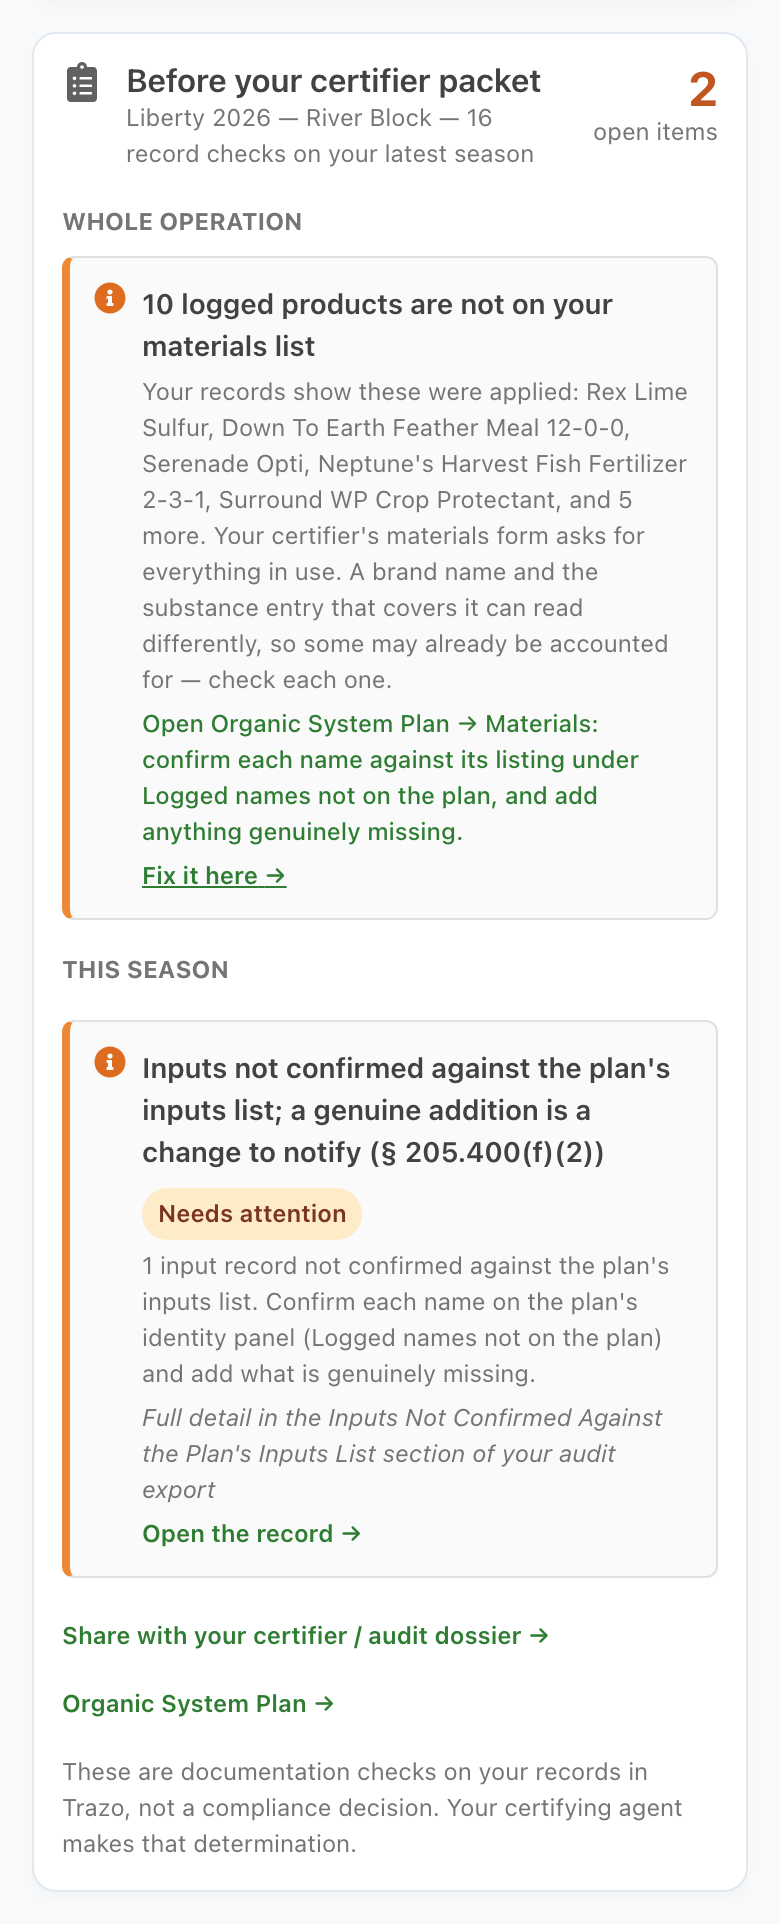 Before your certifier packet
Liberty 2026 — River Block — 16
record checks on your latest season
2
open items
WHOLE OPERATION
10 logged products are not on your
materials list
Your records show these were applied: Rex Lime
Sulfur, Down To Earth Feather Meal 12-0-0,
Serenade Opti, Neptune's Harvest Fish Fertilizer
2-3-1, Surround WP Crop Protectant, and 5
more. Your certifier's materials form asks for
everything in use. A brand name and the
substance entry that covers it can read
differently, so some may already be accounted
for — check each one.
Open Organic System Plan → Materials:
confirm each name against its listing under
Logged names not on the plan, and add
anything genuinely missing.
Fix it here →
THIS SEASON
Inputs not confirmed against the plan's
inputs list; a genuine addition is a
change to notify (§ 205.400(f)(2))
Needs attention
1 input record not confirmed against the plan's
inputs list. Confirm each name on the plan's
identity panel (Logged names not on the plan)
and add what is genuinely missing.
Full detail in the Inputs Not Confirmed Against
the Plan's Inputs List section of your audit
export
Open the record →
Share with your certifier / audit dossier →
Organic System Plan →
These are documentation checks on your records in
Trazo, not a compliance decision. Your certifying agent
makes that determination.